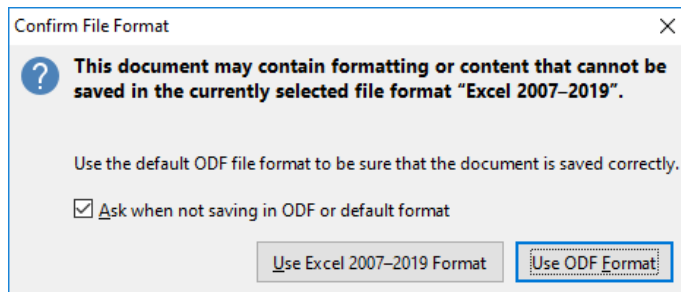 Confirm File Format
This document may contain formatting or content that cannot be
saved in the currently selected file format “Excel 2007–2019”.
Use the default ODF file format to be sure that the document is saved correctly.
Ask when not saving in ODF or default format
Use Excel 2007–2019 Format
Use ODF Format